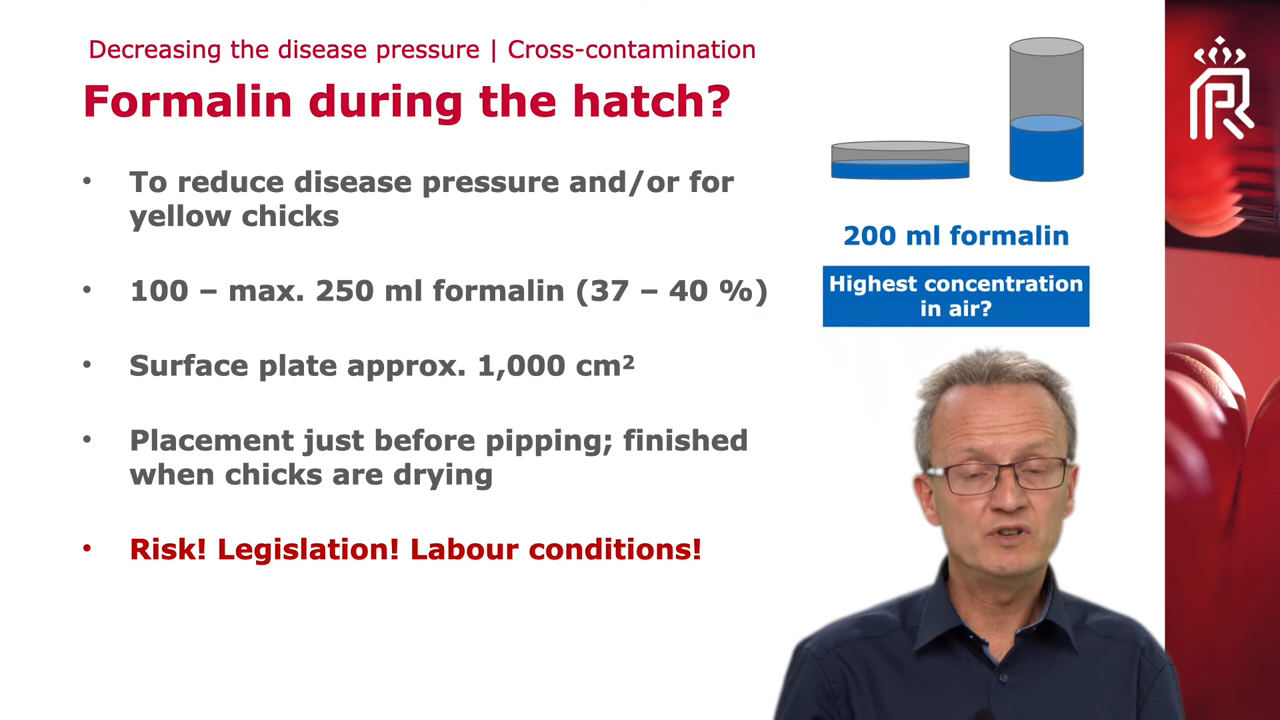 Decreasing the disease pressure | Cross-contamination
Formalin during the hatch?
• To reduce disease pressure and/or for
yellow chicks
• 100 – max. 250 ml formalin (37 – 40 %)
• Surface plate approx. 1,000 cm²
• Placement just before pipping; finished
when chicks are drying
• Risk! Legislation! Labour conditions!
200 ml formalin
Highest concentration
in air?